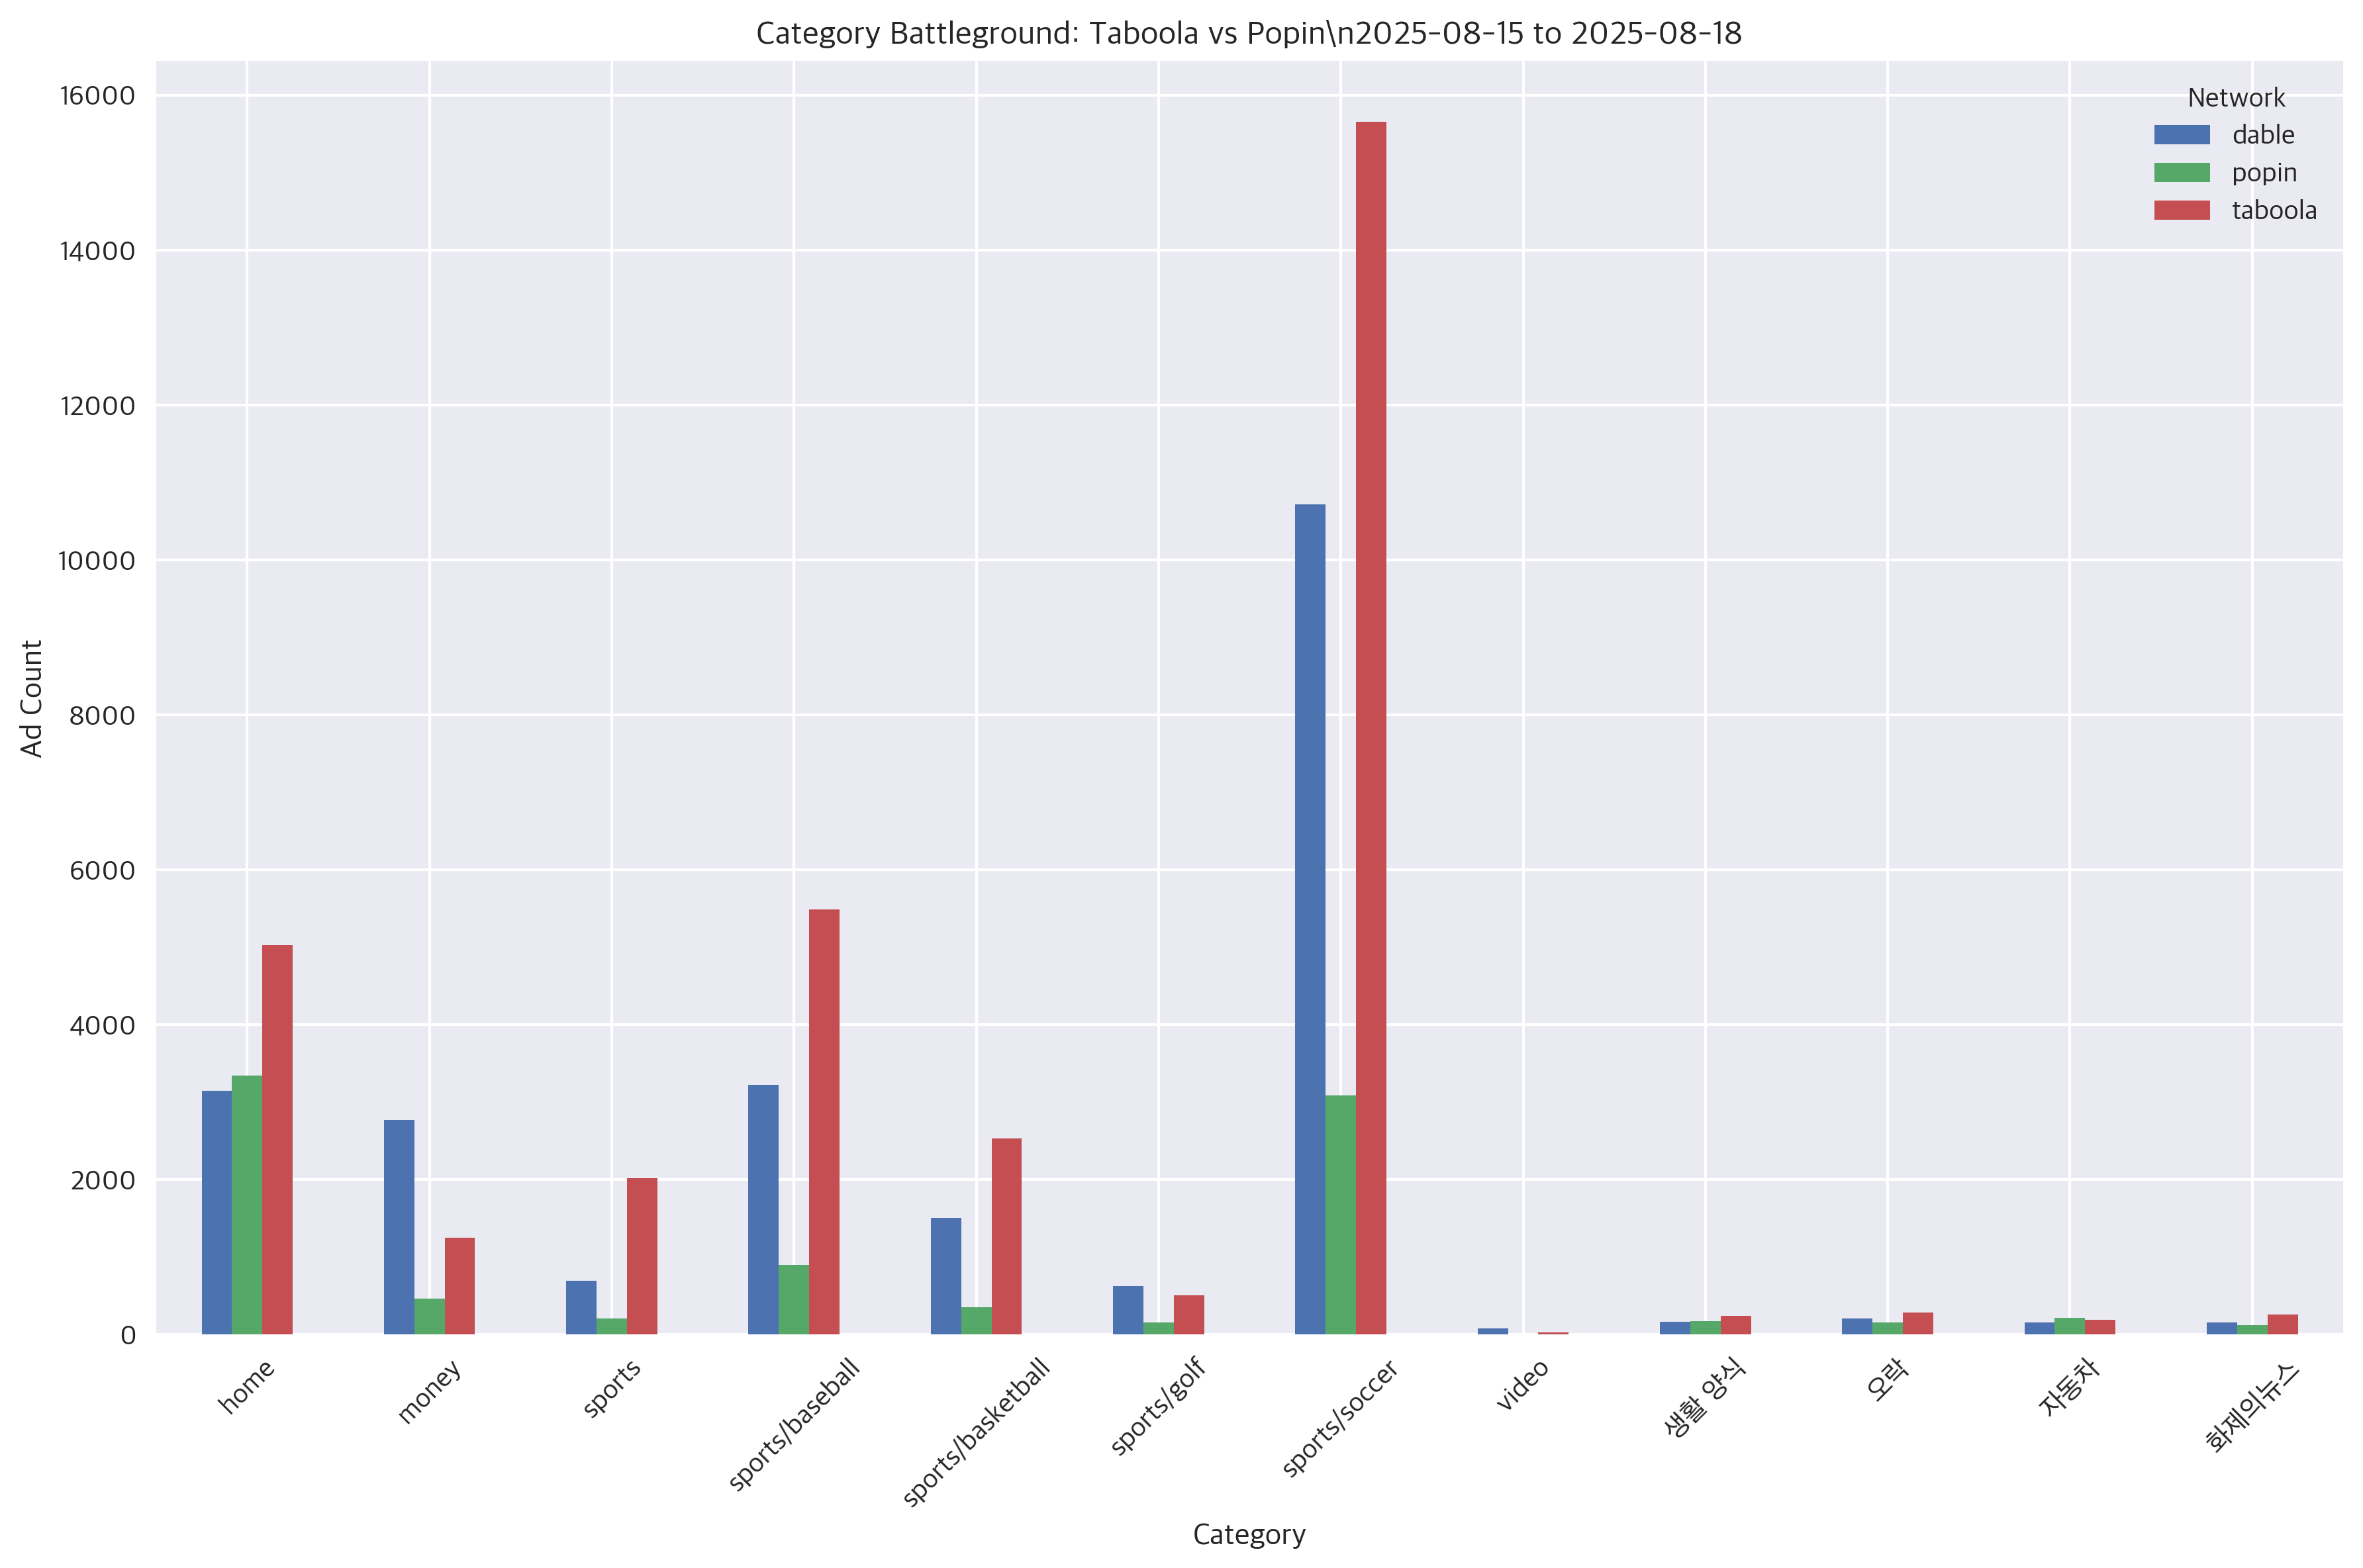 Category Battleground: Taboola vs Popin\n2025-08-15 to 2025-08-18
Network
dable
popin
taboola
16000
14000
12000
10000
8000
6000
4000
2000
0
Ad Count
home
money
sports
sports/baseball
sports/basketball
sports/golf
sports/soccer
video
생활 양식
오락
자동차
화제의뉴스
Category